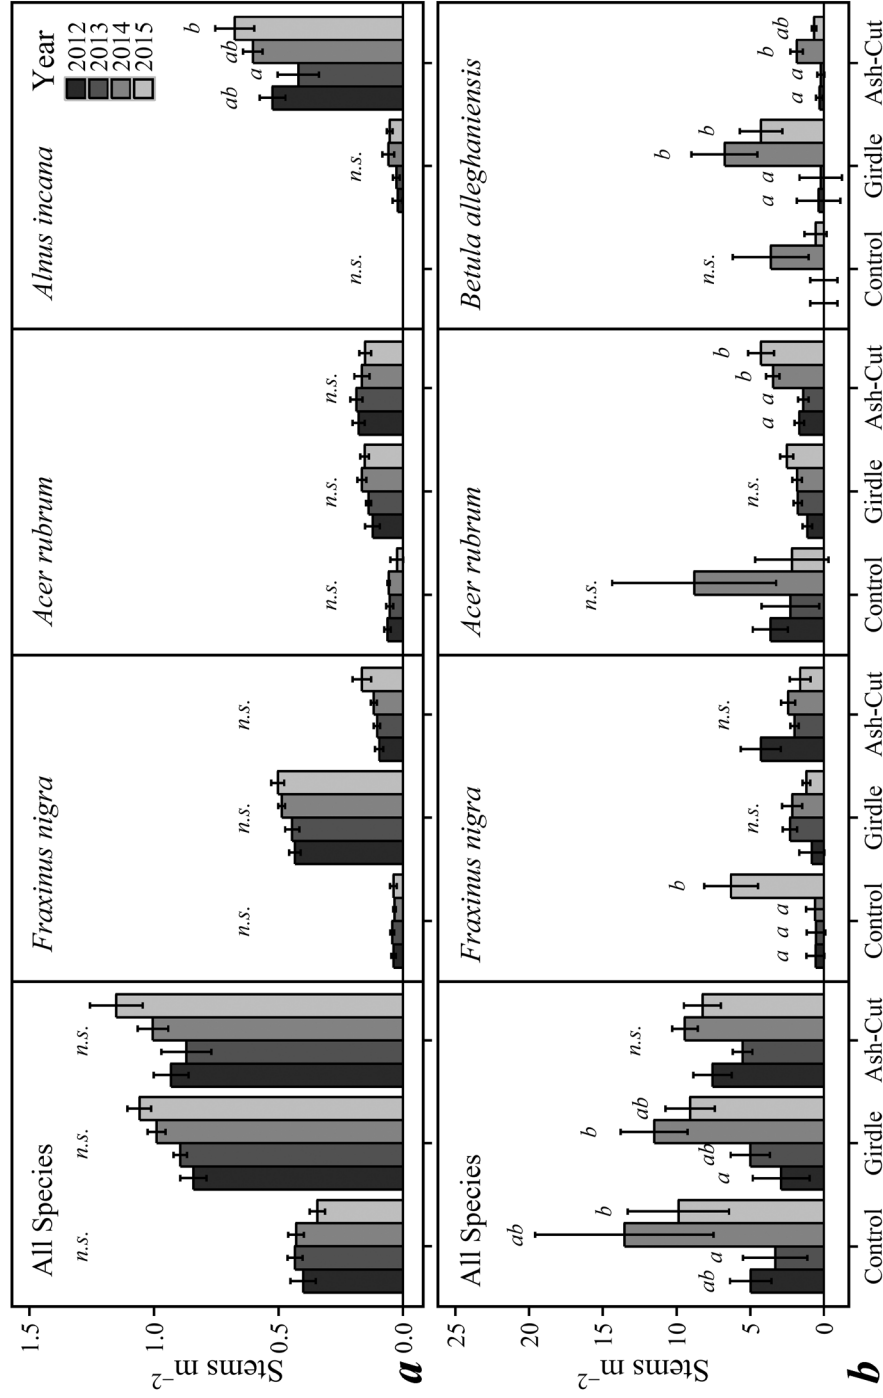 All Species
Fraxinus nigra
Acer rubrum
Alnus incana
Year
2012
2013
2014
2015
Stems m⁻²
1.5
1.0
0.5
0.0
n.s. n.s. n.s.
n.s. n.s. n.s.
n.s. n.s. n.s.
n.s. n.s. ab a ab b
a
All Species
Fraxinus nigra
Acer rubrum
Betula alleghaniensis
Stems m⁻²
25
20
15
10
5
0
ab a ab b a ab b ab n.s.
a a a b n.s. n.s.
n.s. n.s. a a b b
n.s. a a b b a a b ab
Control Girdle Ash-Cut
Control Girdle Ash-Cut
Control Girdle Ash-Cut
Control Girdle Ash-Cut
b